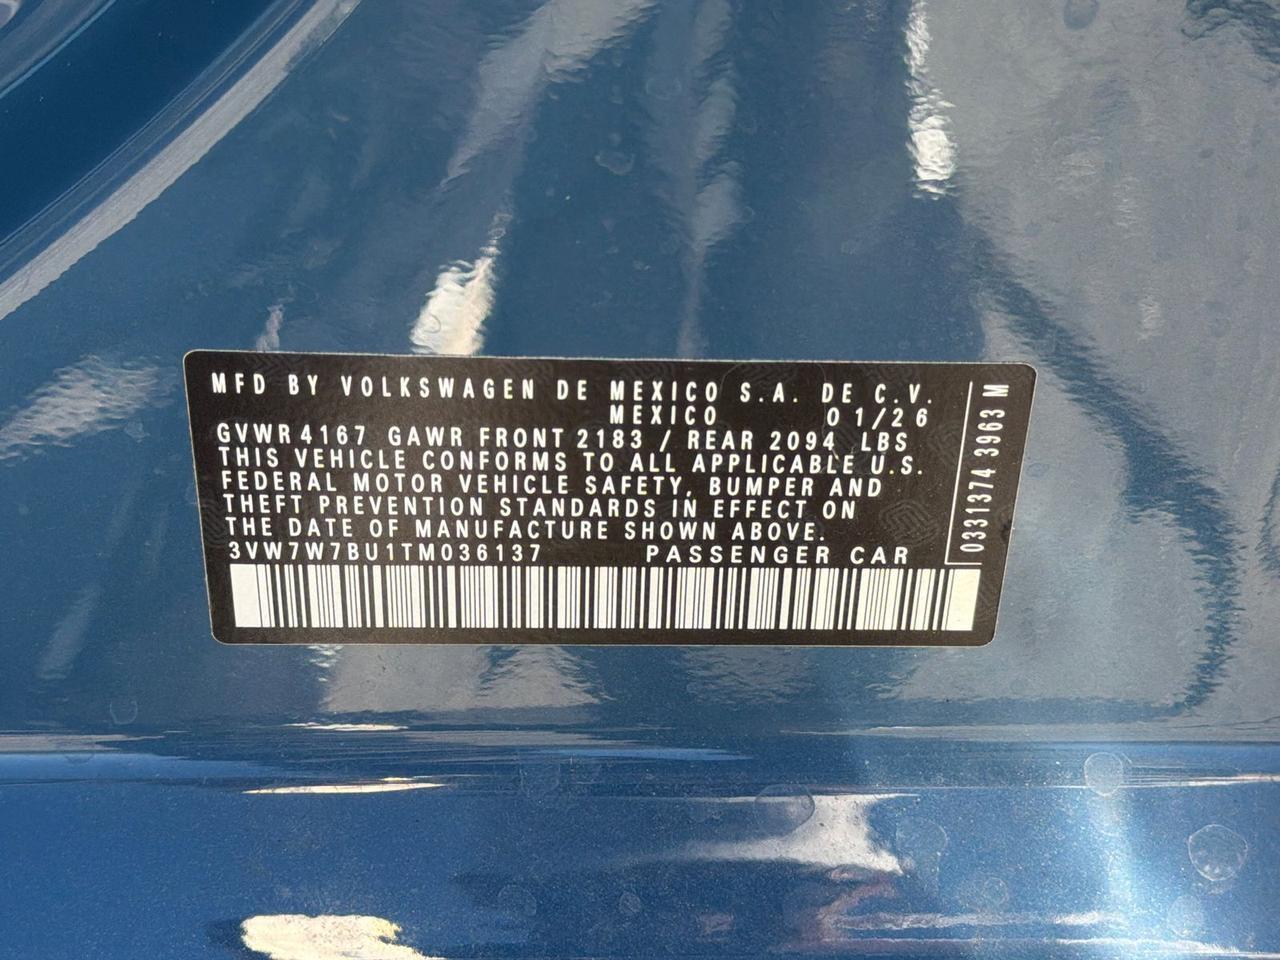 MFD BY VOLKSWAGEN DE MEXICO S.A. DE C.V.
MEXICO 01/26
GVWR 4167 GAWR FRONT 2183 / REAR 2094 LBS
THIS VEHICLE CONFORMS TO ALL APPLICABLE U.S.
FEDERAL MOTOR VEHICLE SAFETY, BUMPER AND
THEFT PREVENTION STANDARDS IN EFFECT ON
THE DATE OF MANUFACTURE SHOWN ABOVE.
3VW7W7BU1TM036137 PASSENGER CAR
0331374 3963 M